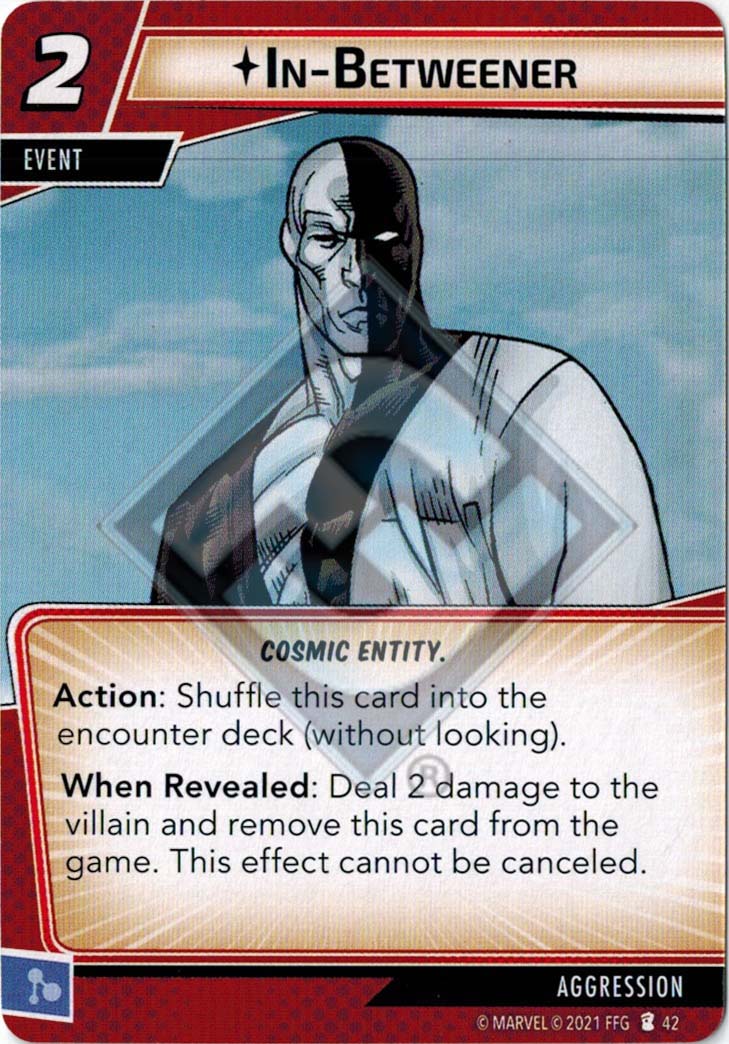 2
IN-BETWEENER
EVENT
COSMIC ENTITY.
Action: Shuffle this card into the
encounter deck (without looking).
When Revealed: Deal 2 damage to the
villain and remove this card from the
game. This effect cannot be canceled.
AGGRESSION
© MARVEL © 2021 FFG 42
®